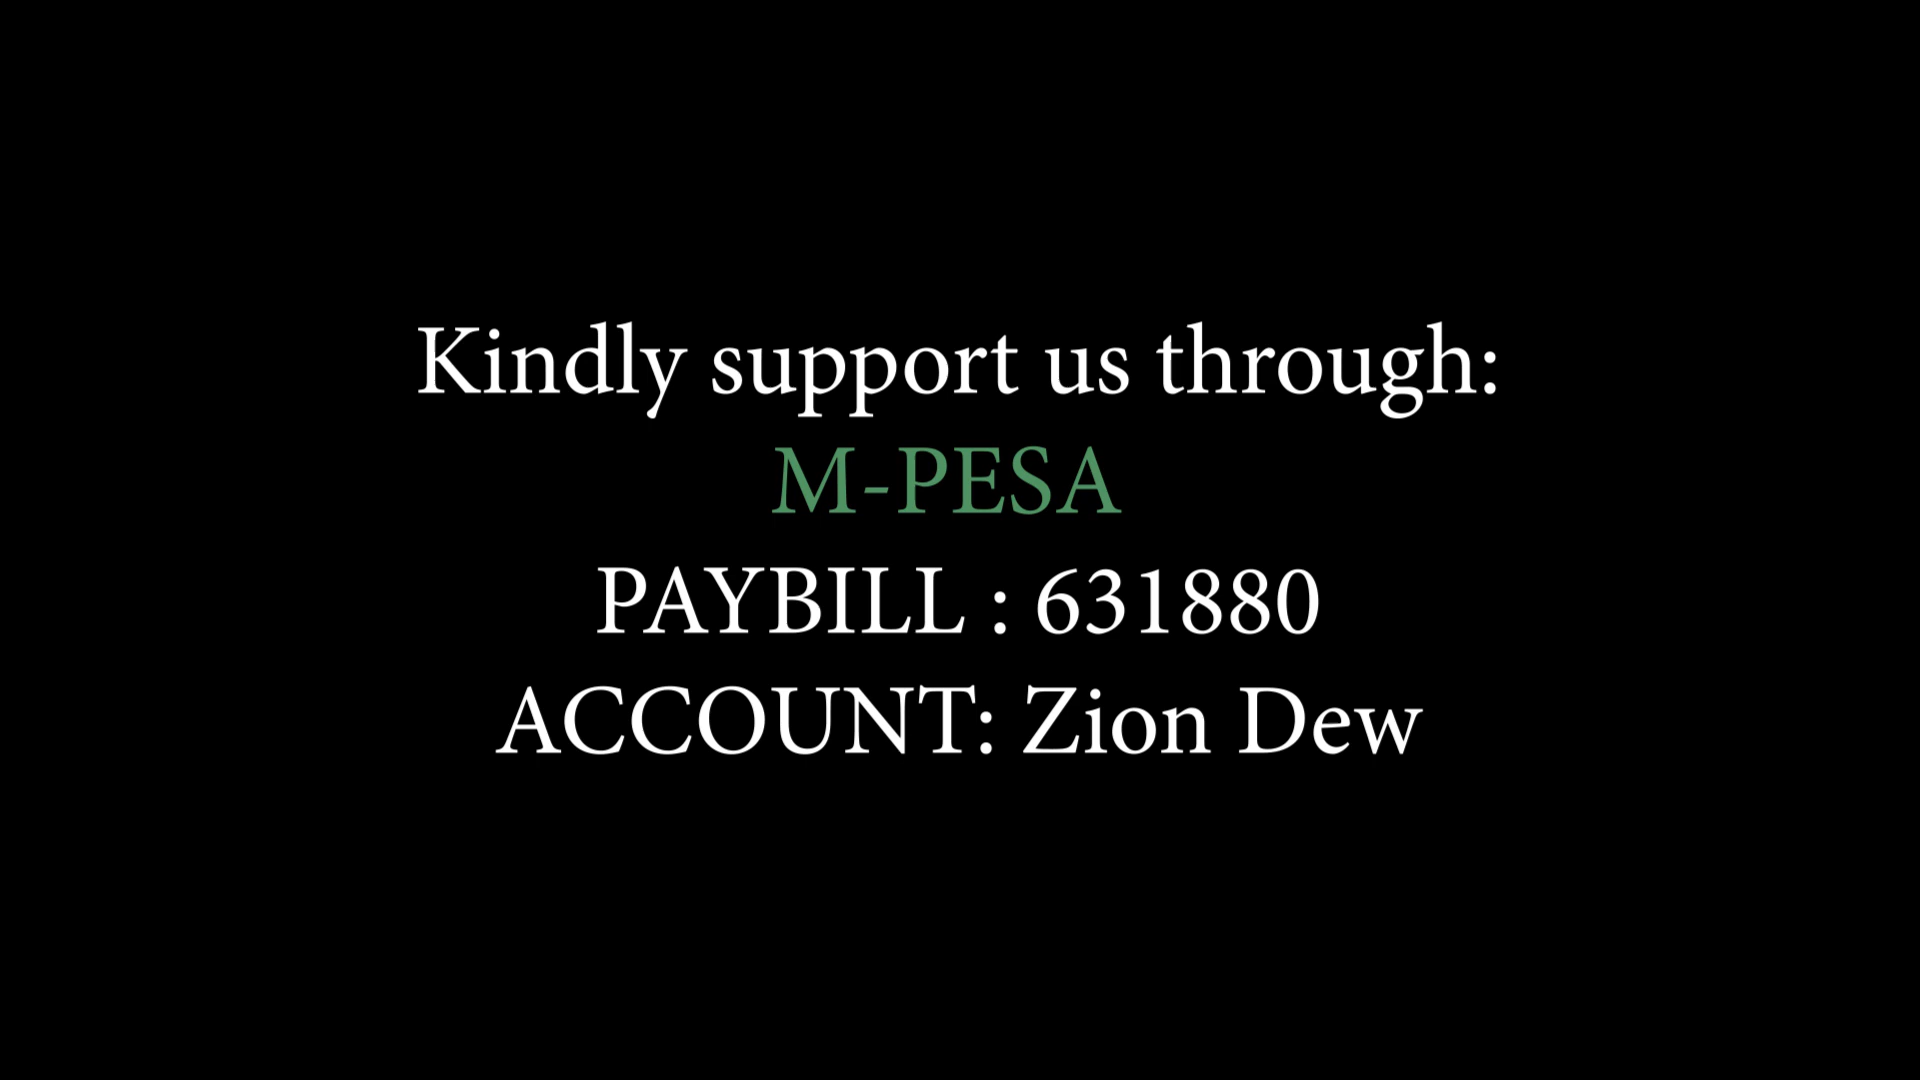 Kindly support us through:
M-PESA
PAYBILL : 631880
ACCOUNT: Zion Dew